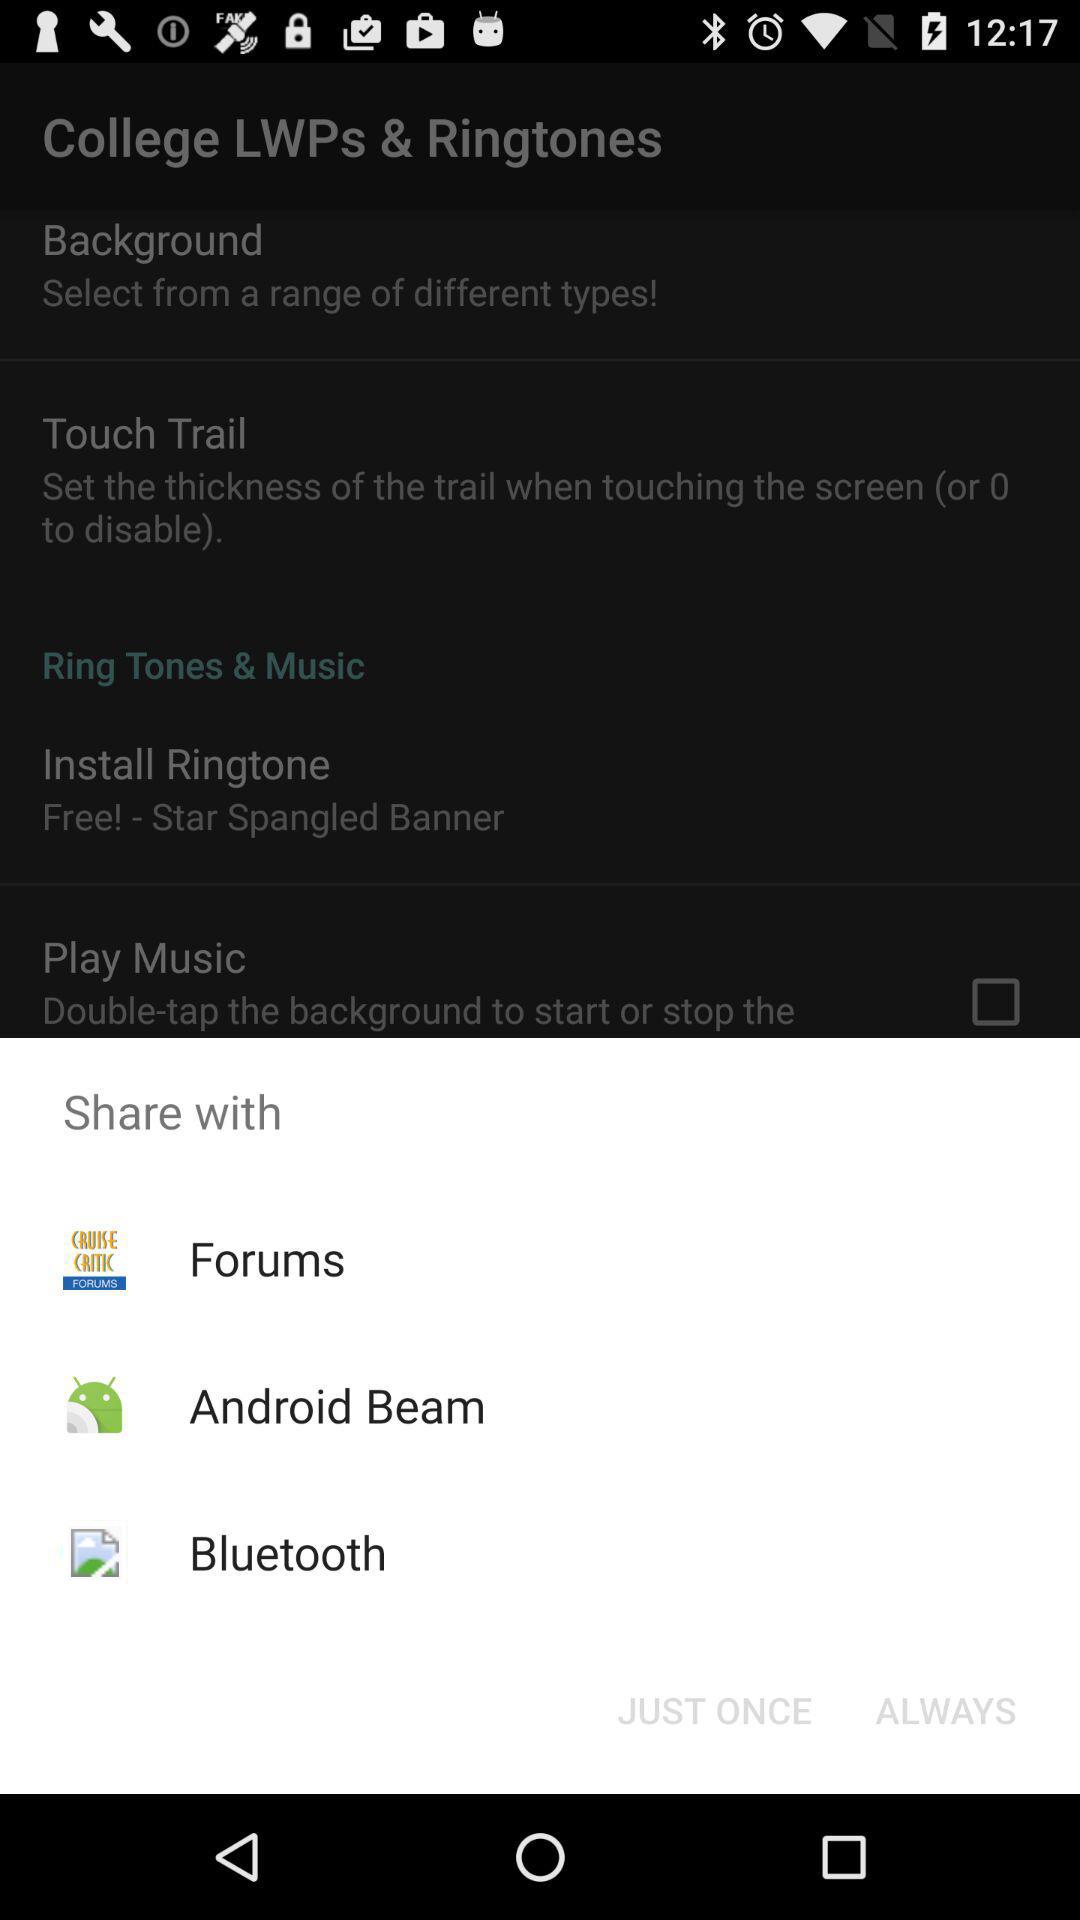 FAKE
12:17
College LWPs & Ringtones
Background
Select from a range of different types!
Touch Trail
Set the thickness of the trail when touching the screen (or 0
to disable).
Ring Tones & Music
Install Ringtone
Free! - Star Spangled Banner
Play Music
Double-tap the background to start or stop the
Share with
CRUISE
CRITIC
FORUMS
Forums
Android Beam
Bluetooth
JUST ONCE ALWAYS